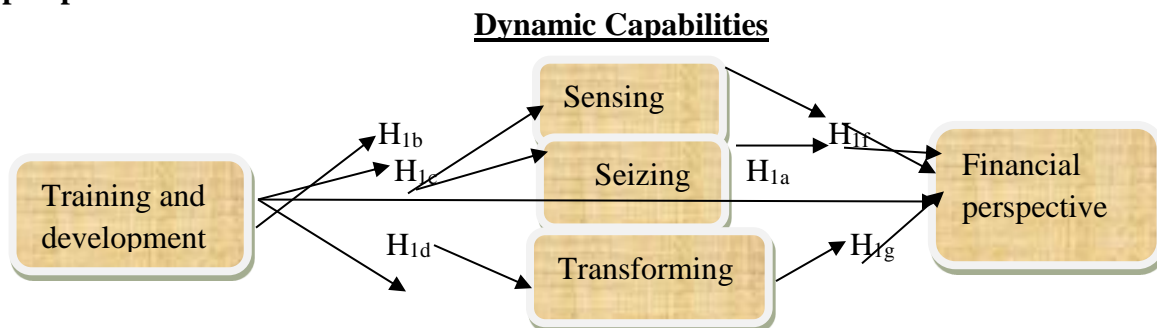 Dynamic Capabilities
Sensing
H1b
H1f
H1c
Seizing
H1a
Training and
development
Financial
perspective
H1d
Transforming
H1g